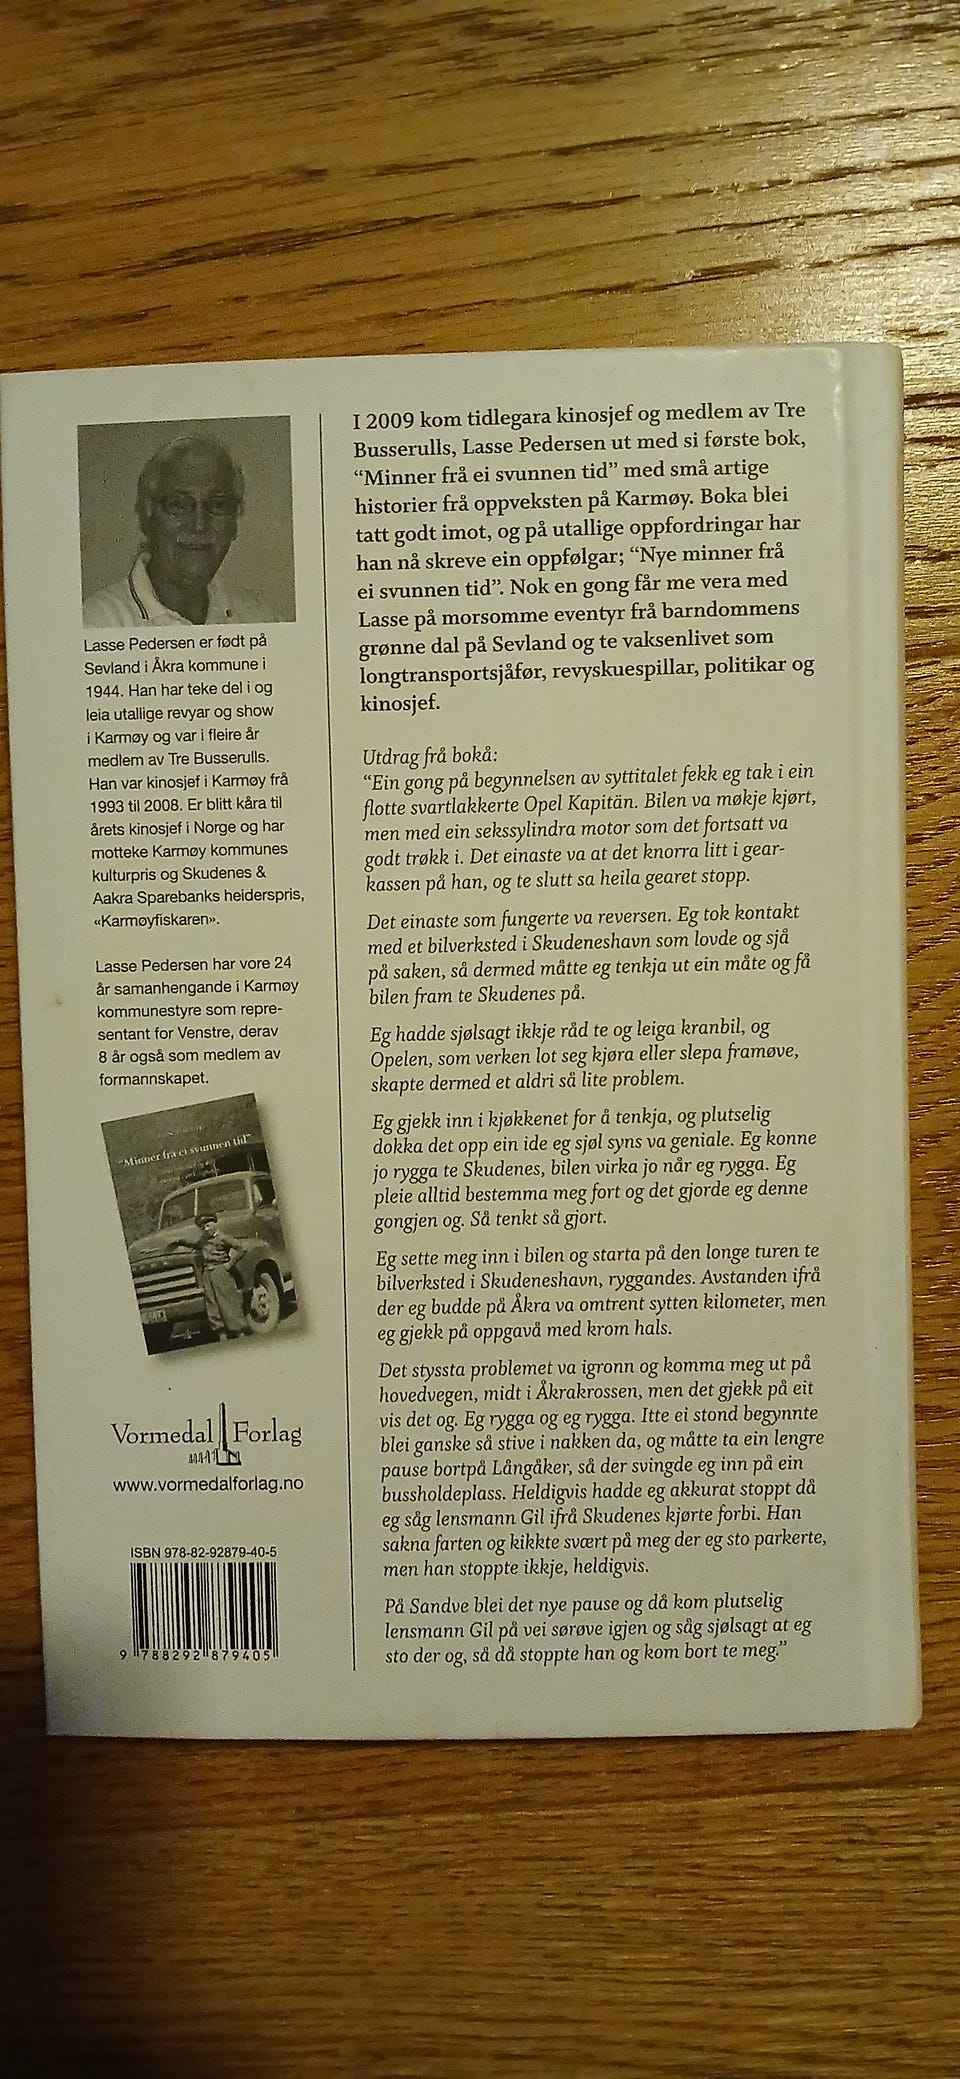 Lasse Pedersen er født på
Sevland i Åkra kommune i
1944. Han har teke del i og
leia utallige revyar og show
i Karmøy og var i fleire år
medlem av Tre Busserulls.
Han var kinosjef i Karmøy frå
1993 til 2008. Er blitt kåra til
årets kinosjef i Norge og har
motteke Karmøy kommunes
kulturpris og Skudenes &
Aakra Sparebanks heiderspris,
«Karmøyfiskaren».
Lasse Pedersen har vore 24
år samanhengande i Karmøy
kommunestyre som repre-
sentant for Venstre, derav
8 år også som medlem av
formannskapet.
"Minner frå ei svunnen tid"
Vormedal Forlag
www.vormedalforlag.no
ISBN 978-82-92879-40-5
9 788292 879405
I 2009 kom tidlegara kinosjef og medlem av Tre
Busserulls, Lasse Pedersen ut med si første bok,
“Minner frå ei svunnen tid” med små artige
historier frå oppveksten på Karmøy. Boka blei
tatt godt imot, og på utallige oppfordringar har
han nå skreve ein oppfølgar; “Nye minner frå
ei svunnen tid”. Nok en gong får me vera med
Lasse på morsomme eventyr frå barndommens
grønne dal på Sevland og te vaksenlivet som
longtransportsjåfør, revyskuespillar, politikar og
kinosjef.
Utdrag frå bokå:
“Ein gong på begynnelsen av syttitalet fekk eg tak i ein
flotte svartlakkerte Opel Kapitän. Bilen va møkje kjørt,
men med ein sekssylindra motor som det fortsatt va
godt trøkk i. Det einaste va at det knorra litt i gear-
kassen på han, og te slutt sa heila gearet stopp.
Det einaste som fungerte va reversen. Eg tok kontakt
med et bilverksted i Skudeneshavn som lovde og sjå
på saken, så dermed måtte eg tenkja ut ein måte og få
bilen fram te Skudenes på.
Eg hadde sjølsagt ikkje råd te og leiga kranbil, og
Opelen, som verken lot seg kjøra eller slepa framøve,
skapte dermed et aldri så lite problem.
Eg gjekk inn i kjøkkenet for å tenkja, og plutselig
dokka det opp ein ide eg sjøl syns va geniale. Eg konne
jo rygga te Skudenes, bilen virka jo når eg rygga. Eg
pleie alltid bestemma meg fort og det gjorde eg denne
gongjen og. Så tenkt så gjort.
Eg sette meg inn i bilen og starta på den longe turen te
bilverksted i Skudeneshavn, ryggandes. Avstanden ifrå
der eg budde på Åkra va omtrent sytten kilometer, men
eg gjekk på oppgavå med krom hals.
Det styssta problemet va igronn og komma meg ut på
hovedvegen, midt i Åkrakrossen, men det gjekk på eit
vis det og. Eg rygga og eg rygga. Itte ei stond begynnte
blei ganske så stive i nakken da, og måtte ta ein lengre
pause bortpå Långåker, så der svingde eg inn på ein
bussholdeplass. Heldigvis hadde eg akkurat stoppt då
eg såg lensmann Gil ifrå Skudenes kjørte forbi. Han
sakna farten og kikkte svært på meg der eg sto parkerte,
men han stoppte ikkje, heldigvis.
På Sandve blei det nye pause og då kom plutselig
lensmann Gil på vei sørøve igjen og såg sjølsagt at eg
sto der og, så då stoppte han og kom bort te meg.”